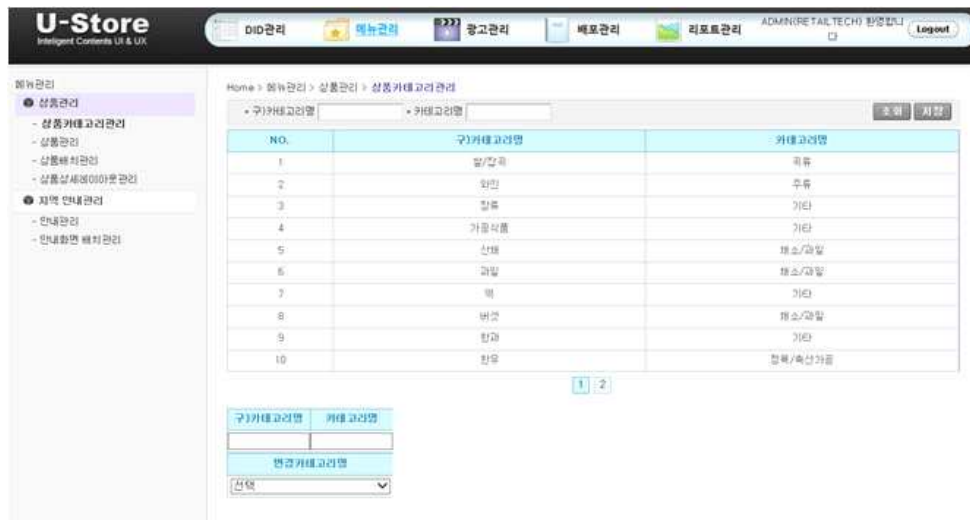 U-Store
Inteligent Contents UI & UX
DID관리
메뉴관리
광고관리
배포관리
리포트관리
ADMIN(RETAILTECH) 환영합니
다
Logout
메뉴관리
상품관리
- 상품카테고리관리
- 상품관리
- 상품배치관리
- 상품상세레이아웃관리
지역 안내관리
- 안내관리
- 안내화면 배치관리
Home > 메뉴관리 > 상품관리 > 상품카테고리관리
• 구)카테고리명 • 카테고리명 조회 저장
NO. 구)카테고리명 카테고리명
1 쌀/잡곡 곡류
2 와인 주류
3 장류 기타
4 가공식품 기타
5 산채 채소/과일
6 과일 채소/과일
7 떡 기타
8 버섯 채소/과일
9 한과 기타
10 한우 정육/축산가공
1 2
구)카테고리명 카테고리명
변경카테고리명
선택